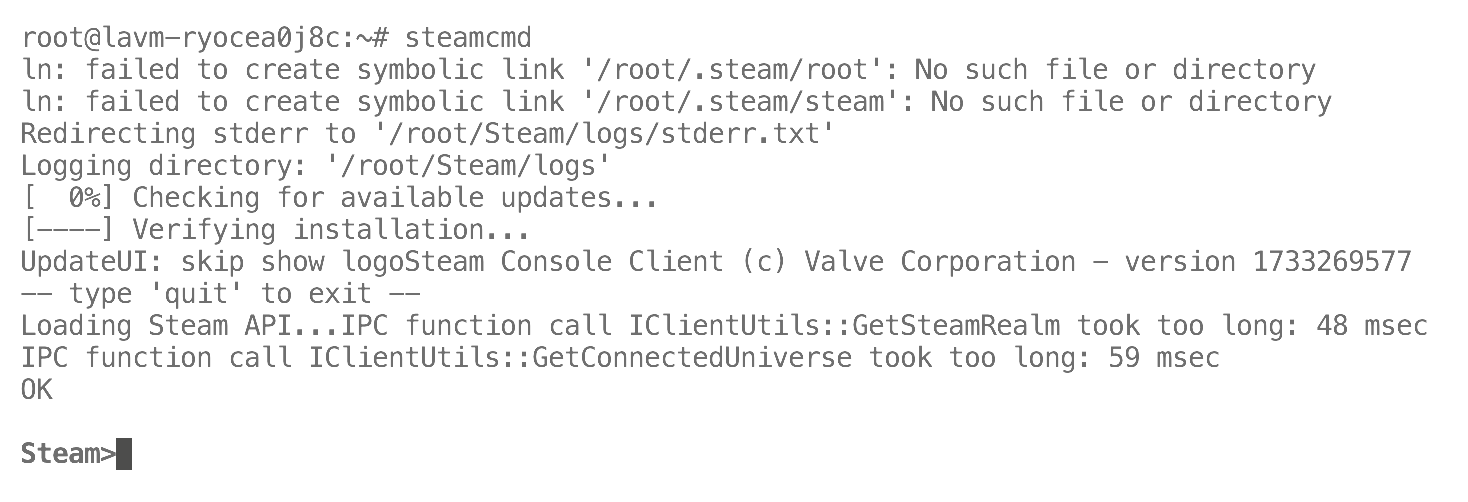 root@lavm-ryocea0j8c:~# steamcmd
ln: failed to create symbolic link '/root/.steam/root': No such file or directory
ln: failed to create symbolic link '/root/.steam/steam': No such file or directory
Redirecting stderr to '/root/Steam/logs/stderr.txt'
Logging directory: '/root/Steam/logs'
[  0%] Checking for available updates...
[----] Verifying installation...
UpdateUI: skip show logoSteam Console Client (c) Valve Corporation - version 1733269577
-- type 'quit' to exit --
Loading Steam API...IPC function call IClientUtils::GetSteamRealm took too long: 48 msec
IPC function call IClientUtils::GetConnectedUniverse took too long: 59 msec
OK
Steam>